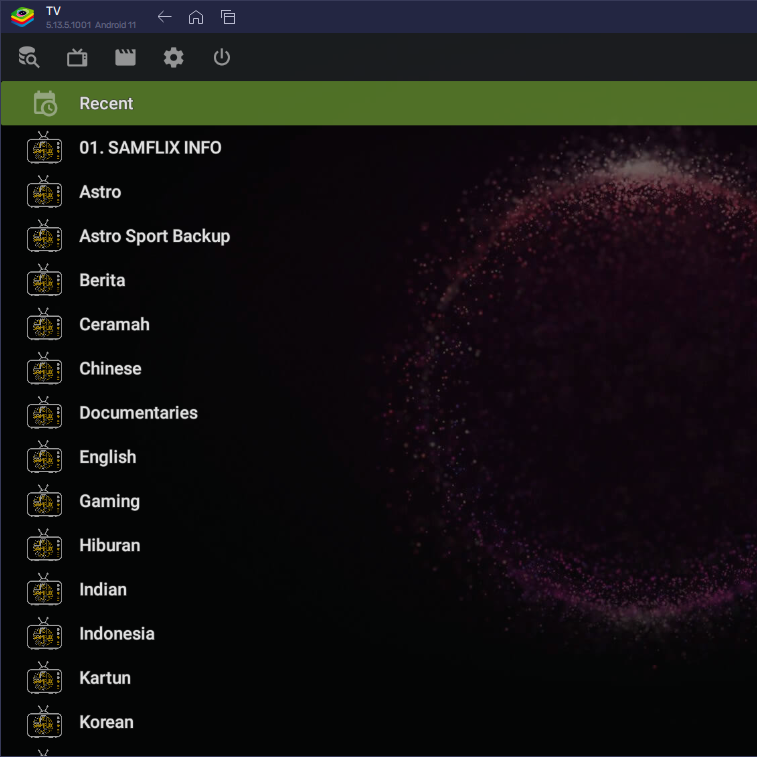 TV
5.13.5.1001 Android 11
Recent
01. SAMFLIX INFO
Astro
Astro Sport Backup
Berita
Ceramah
Chinese
Documentaries
English
Gaming
Hiburan
Indian
Indonesia
Kartun
Korean